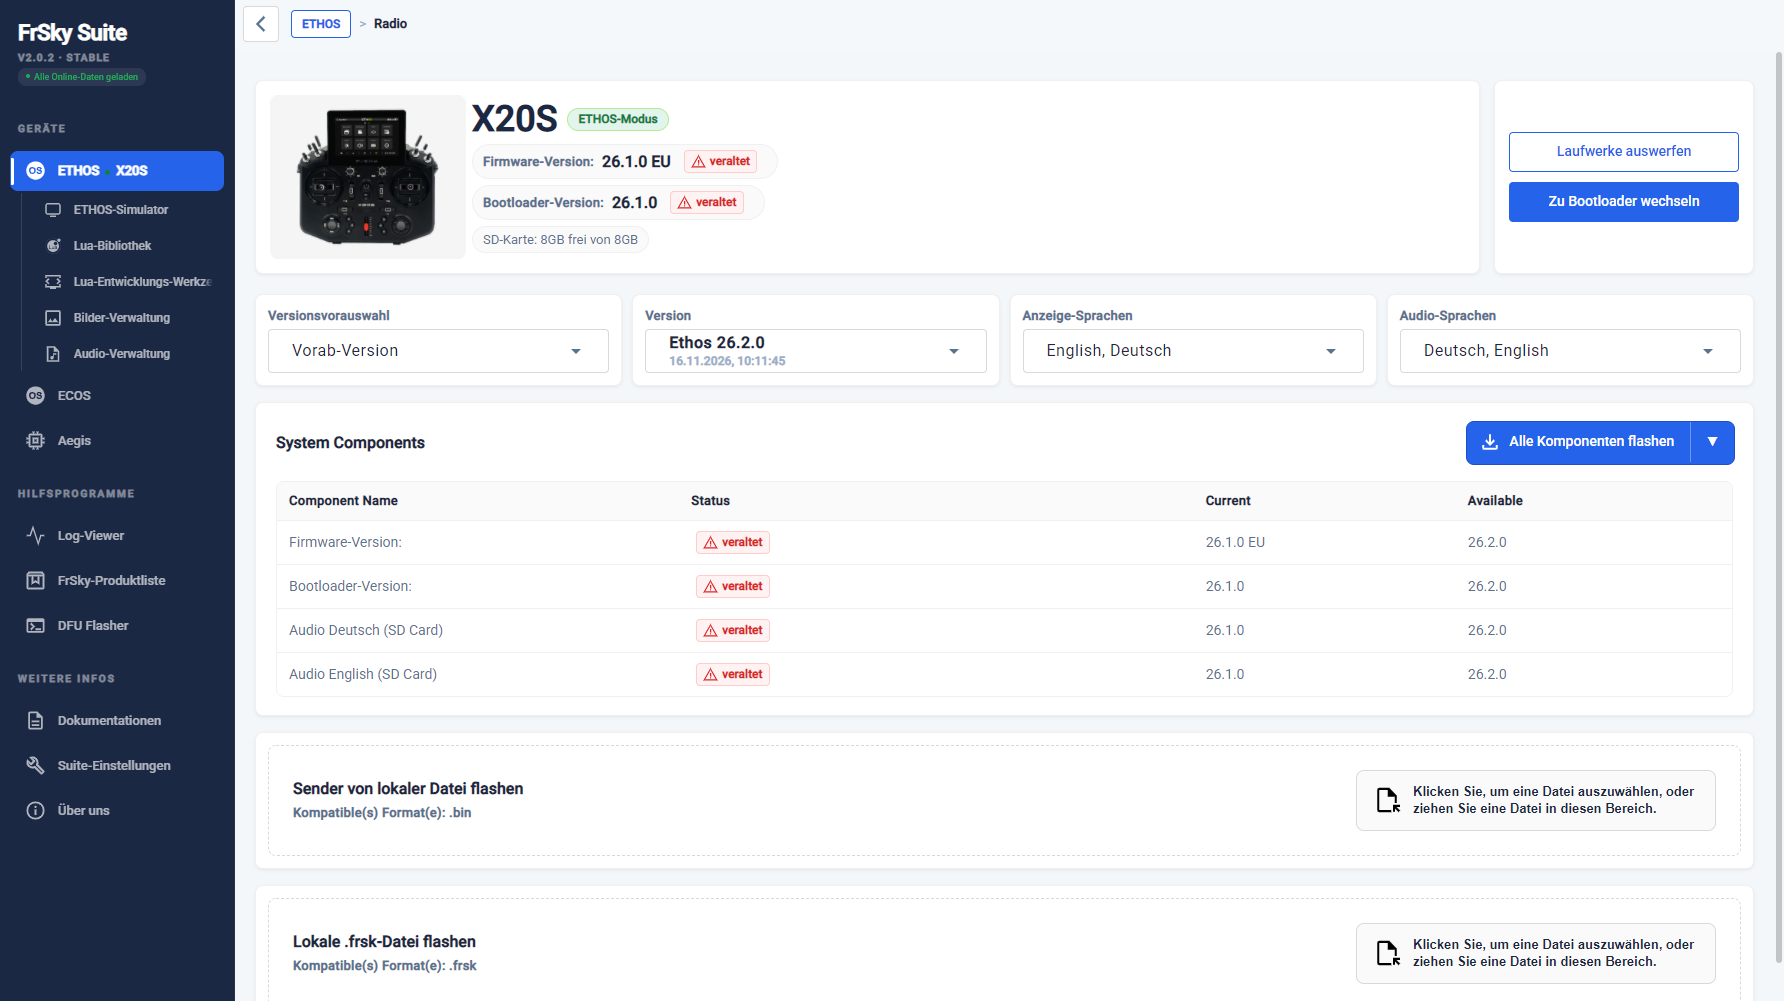 FrSky Suite
V2.0.2 · STABLE
• Alle Online-Daten geladen
GERÄTE
ETHOS • X20S
ETHOS-Simulator
Lua-Bibliothek
Lua-Entwicklungs-Werkze
Bilder-Verwaltung
Audio-Verwaltung
ECOS
Aegis
HILFSPROGRAMME
Log-Viewer
FrSky-Produktliste
DFU Flasher
WEITERE INFOS
Dokumentationen
Suite-Einstellungen
Über uns
ETHOS > Radio
X20S ETHOS-Modus
Firmware-Version: 26.1.0 EU veraltet
Bootloader-Version: 26.1.0 veraltet
SD-Karte: 8GB frei von 8GB
Laufwerke auswerfen
Zu Bootloader wechseln
Versionsvorauswahl
Vorab-Version
Version
Ethos 26.2.0
16.11.2026, 10:11:45
Anzeige-Sprachen
English, Deutsch
Audio-Sprachen
Deutsch, English
System Components
Alle Komponenten flashen ▼
Component Name Status Current Available
Firmware-Version: veraltet 26.1.0 EU 26.2.0
Bootloader-Version: veraltet 26.1.0 26.2.0
Audio Deutsch (SD Card) veraltet 26.1.0 26.2.0
Audio English (SD Card) veraltet 26.1.0 26.2.0
Sender von lokaler Datei flashen
Kompatible(s) Format(e): .bin
Klicken Sie, um eine Datei auszuwählen, oder
ziehen Sie eine Datei in diesen Bereich.
Lokale .frsk-Datei flashen
Kompatible(s) Format(e): .frsk
Klicken Sie, um eine Datei auszuwählen, oder
ziehen Sie eine Datei in diesen Bereich.